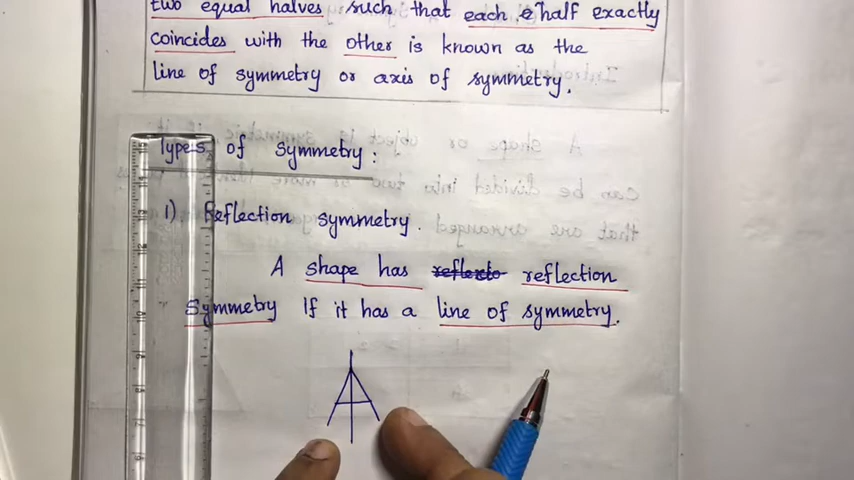 two equal halves such that each half exactly
coincides with the other is known as the
line of symmetry or axis of symmetry.
Types of symmetry:
1) Reflection symmetry.
A shape has reflecto reflection
Symmetry If it has a line of symmetry.
A